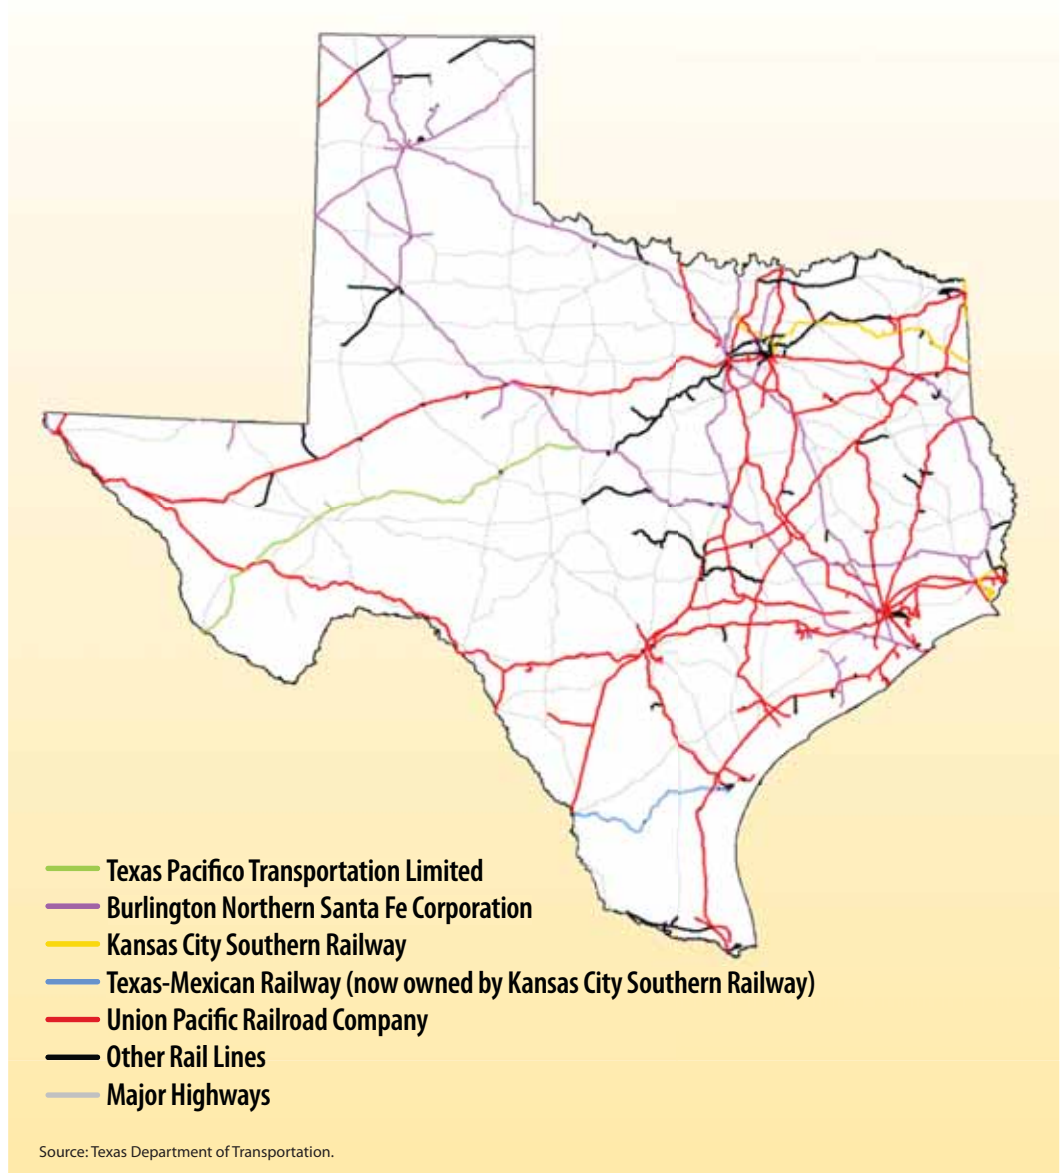 Texas Pacifico Transportation Limited
Burlington Northern Santa Fe Corporation
Kansas City Southern Railway
Texas-Mexican Railway (now owned by Kansas City Southern Railway)
Union Pacific Railroad Company
Other Rail Lines
Major Highways
Source: Texas Department of Transportation.